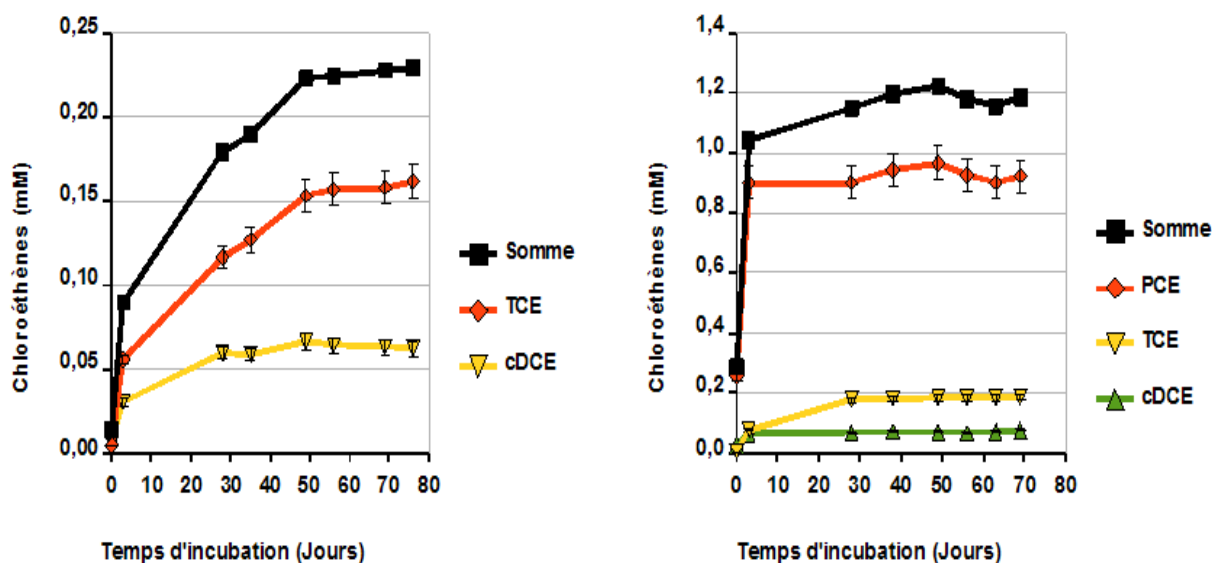 Chloroéthènes (mM)
0,25
0,20
0,15
0,10
0,05
0,00
0 10 20 30 40 50 60 70 80
Temps d'incubation (Jours)
Somme
TCE
cDCE
Chloroéthènes (mM)
1,4
1,2
1,0
0,8
0,6
0,4
0,2
0,0
0 10 20 30 40 50 60 70 80
Temps d'incubation (Jours)
Somme
PCE
TCE
cDCE